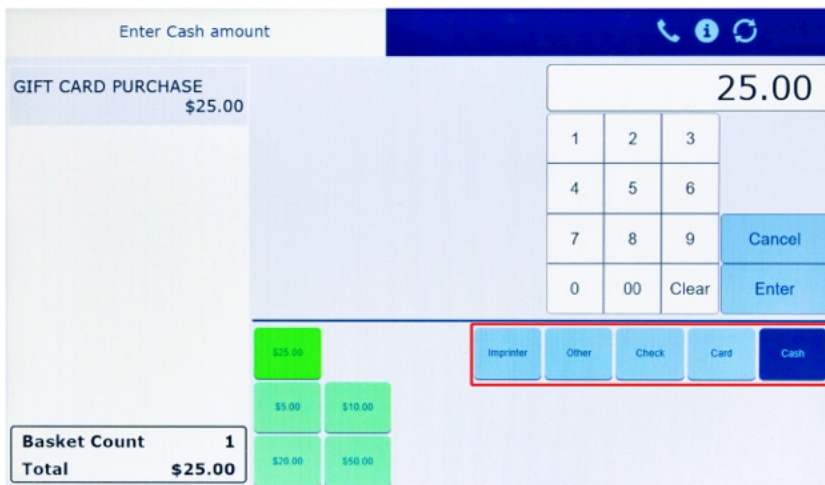 Enter Cash amou
GIFT CARD PURCHASE
$25.00
25.00
1 2 3
4 5 6
7 8 9 Cancel
0 00 Clear Enter
$25.00
Imprinter Other Check Card Cash
$5.00 $10.00
$20.00 $50.00
Basket Count 1
Total $25.00